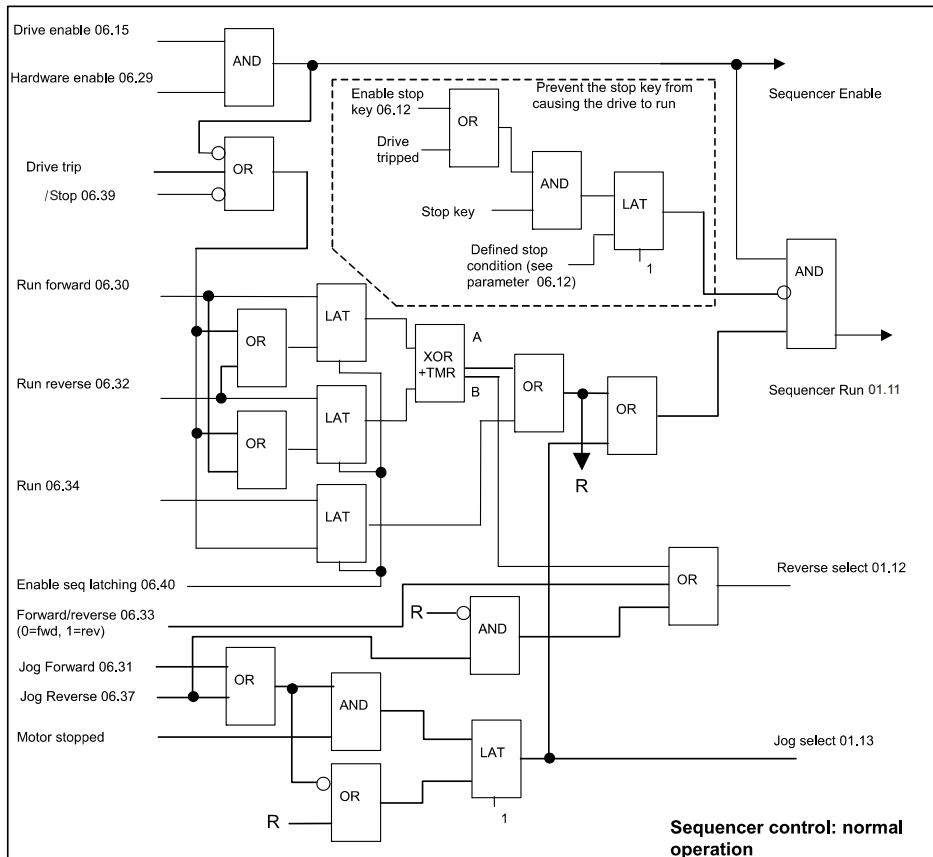 Drive enable 06.15
AND
Hardware enable 06.29
Sequencer Enable
Prevent the stop key from
causing the drive to run
Enable stop
key 06.12
OR
Drive
tripped
AND
Stop key
LAT
Defined stop
condition (see
parameter 06.12)
1
Drive trip
/Stop 06.39
OR
AND
Run forward 06.30
LAT
OR
A
XOR
+TMR
B
Run reverse 06.32
LAT
OR
OR
OR
Sequencer Run 01.11
R
Run 06.34
LAT
Enable seq latching 06.40
Reverse select 01.12
OR
Forward/reverse 06.33
(0=fwd, 1=rev)
R
AND
Jog Forward 06.31
Jog Reverse 06.37
OR
AND
Motor stopped
LAT
Jog select 01.13
OR
R
1
Sequencer control: normal
operation